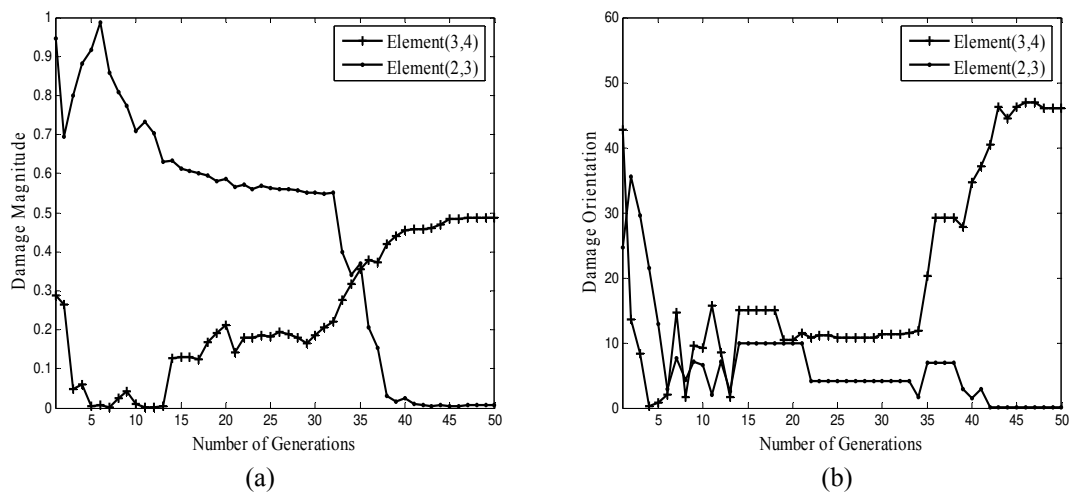 1
0.9
0.8
0.7
0.6
0.5
0.4
0.3
0.2
0.1
0
Damage Magnitude
Element(3,4)
Element(2,3)
5 10 15 20 25 30 35 40 45 50
Number of Generations
(a)
60
50
40
30
20
10
0
Damage Orientation
Element(3,4)
Element(2,3)
5 10 15 20 25 30 35 40 45 50
Number of Generations
(b)